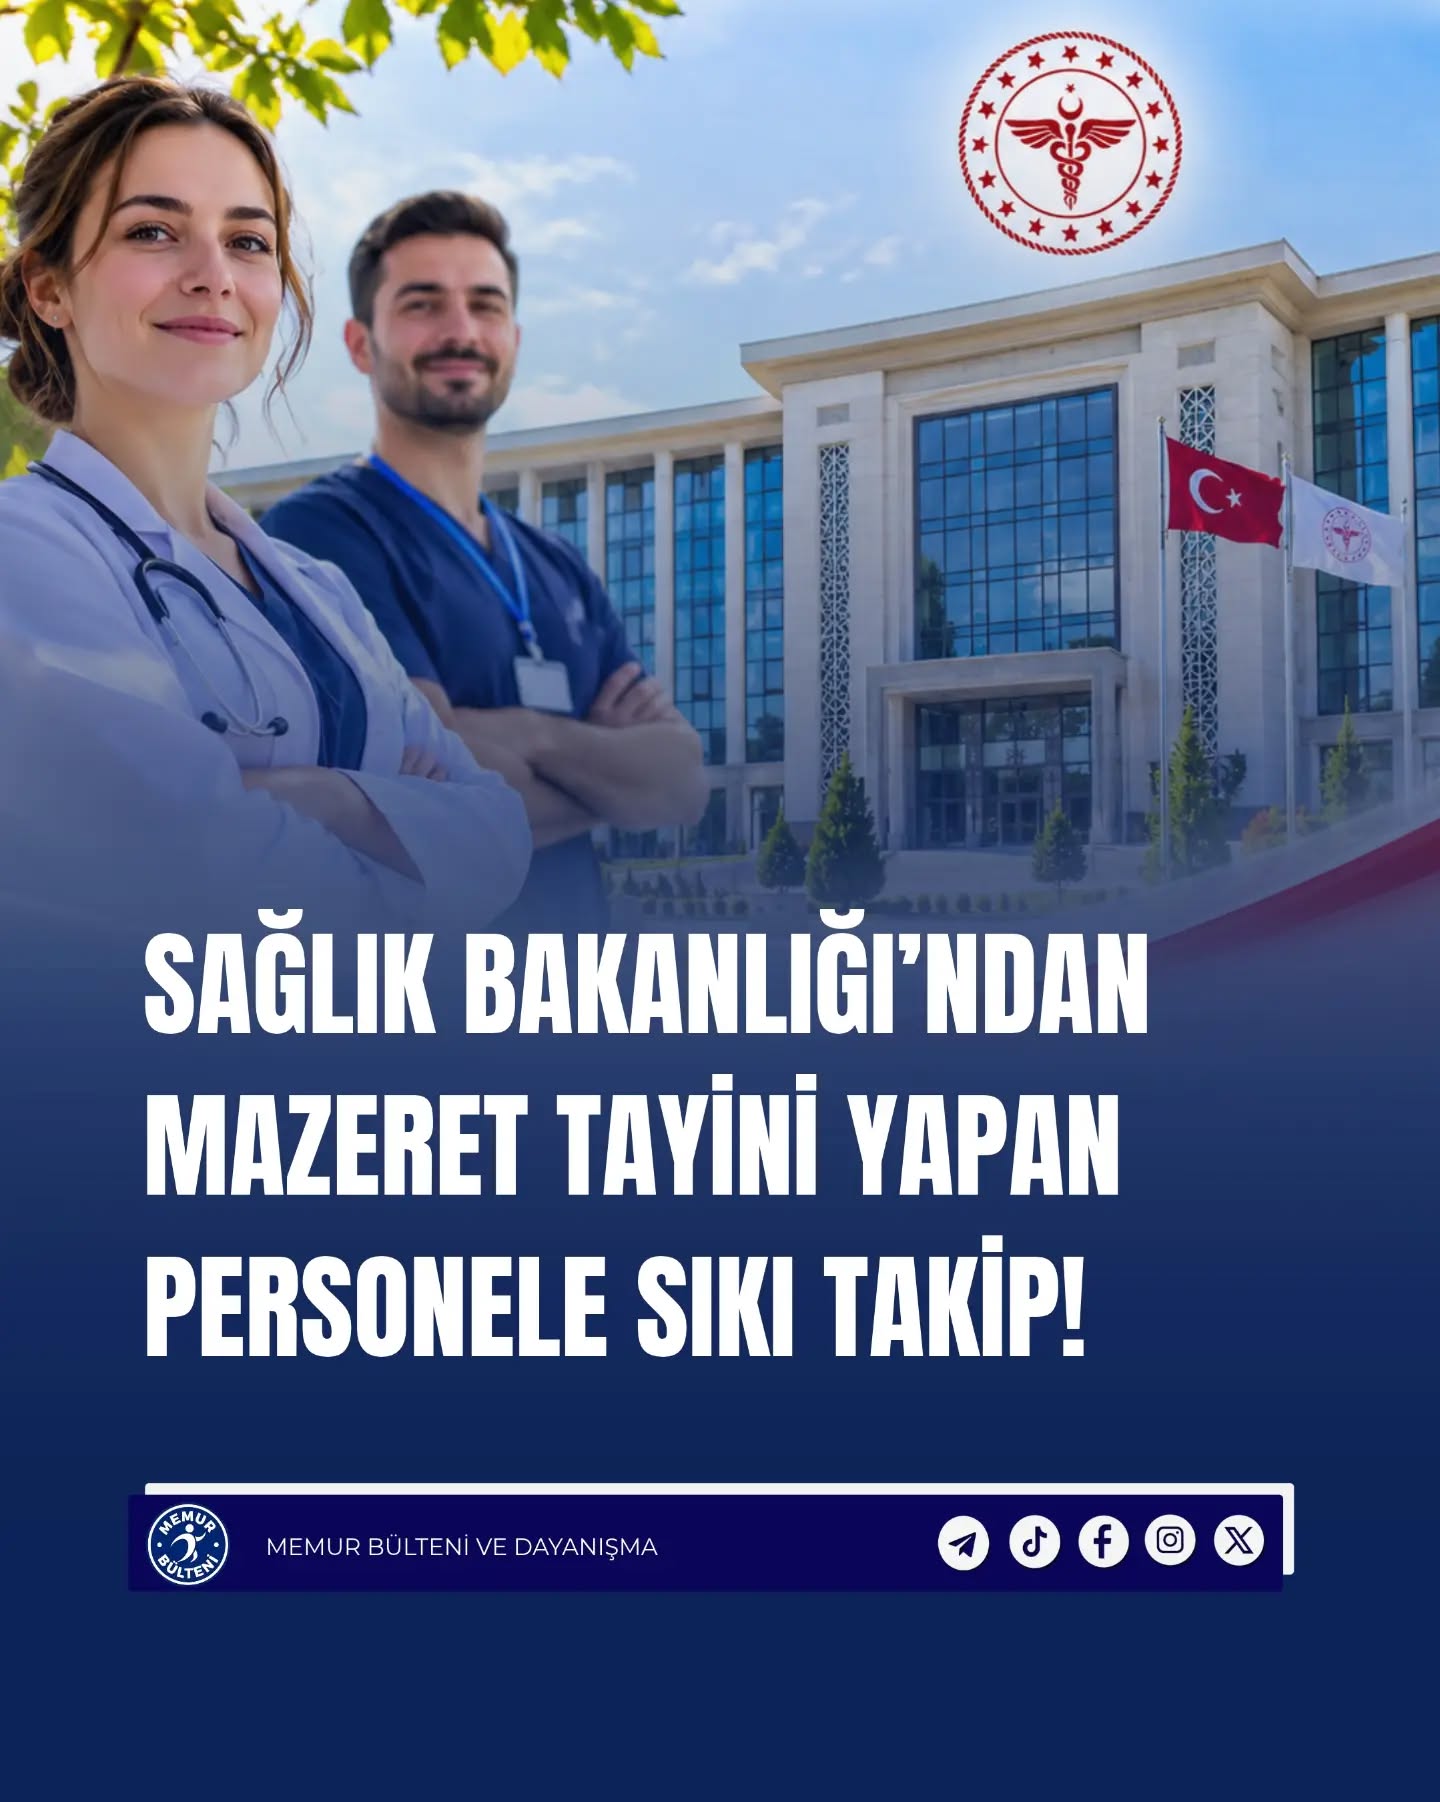 SAĞLIK BAKANLIĞI’NDAN
MAZERET TAYİNİ YAPAN
PERSONELE SIKI TAKİP!
MEMUR
BÜLTENİ
MEMUR BÜLTENİ VE DAYANIŞMA